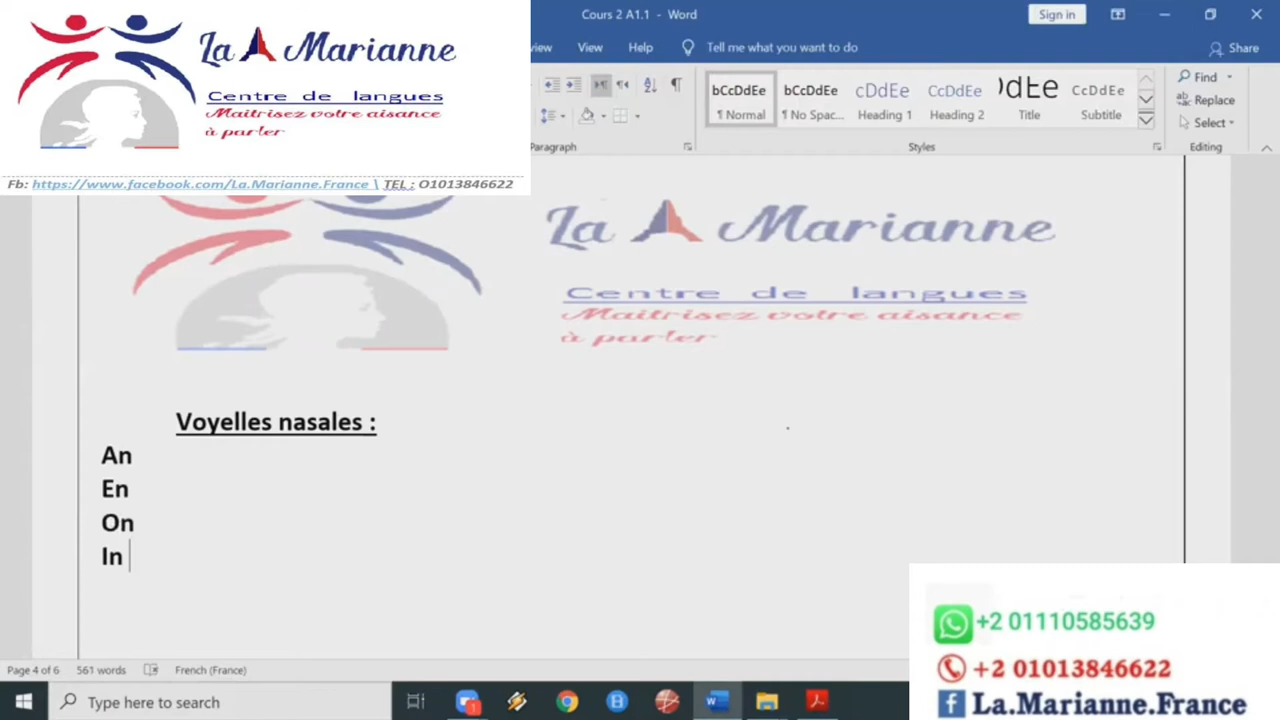 La Marianne
Centre de langues
Maitrisez votre aisance
à parler
Fb: https://www.facebook.com/La.Marianne.France \ TEL : O1013846622
Cours 2 A1.1 - Word
Sign in
View Help Tell me what you want to do
Share
bCcDdEe bCcDdEe cDdEe CcDdEe CcDdEe
¶ Normal ¶ No Spac... Heading 1 Heading 2 Title Subtitle
Find
Replace
Select
Paragraph Styles Editing
La Marianne
Centre de langues
Maitrisez votre aisance
à parler
Voyelles nasales :
An
En
On
In
Page 4 of 6 561 words French (France)
Type here to search
+2 01110585639
+2 01013846622
La.Marianne.France